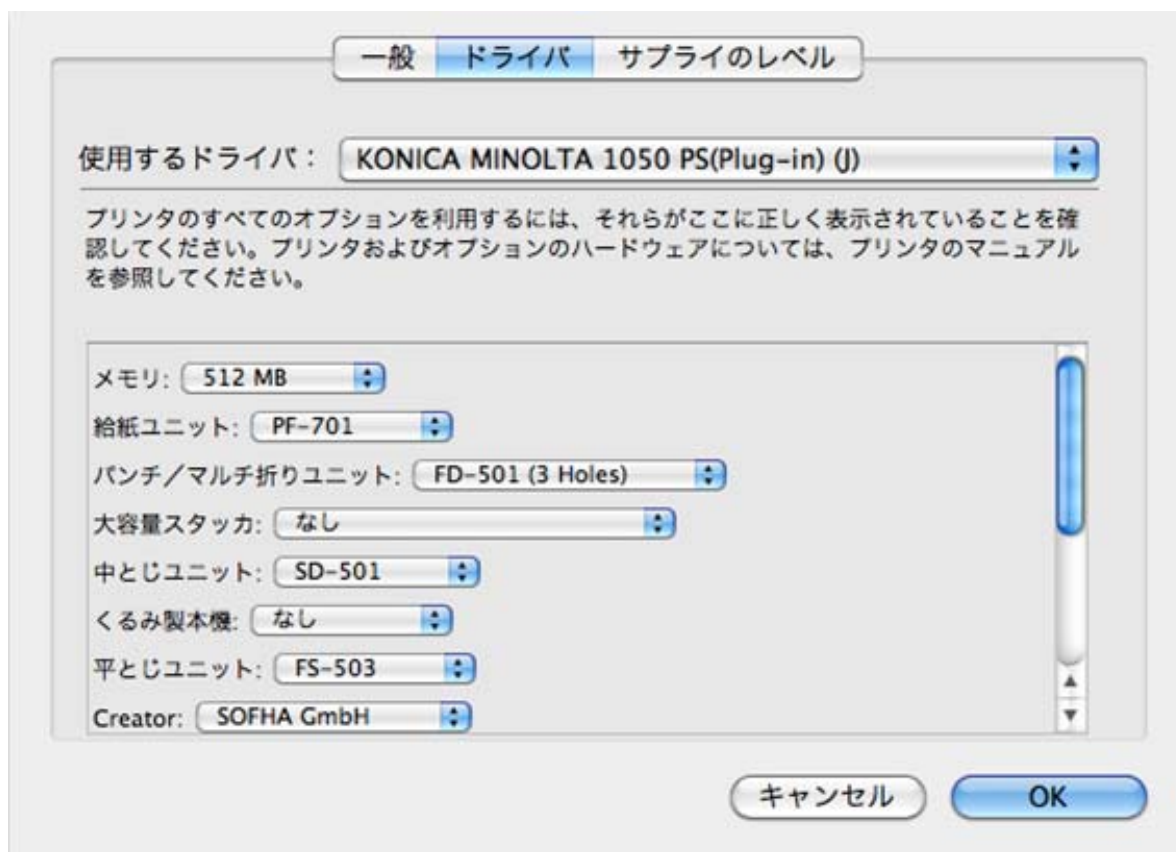 一般 ドライバ サプライのレベル
使用するドライバ： KONICA MINOLTA 1050 PS(Plug-in) (J)
プリンタのすべてのオプションを利用するには、それらがここに正しく表示されていることを確
認してください。プリンタおよびオプションのハードウェアについては、プリンタのマニュアル
を参照してください。
メモリ: 512 MB
給紙ユニット: PF-701
パンチ／マルチ折りユニット: FD-501 (3 Holes)
大容量スタッカ: なし
中とじユニット: SD-501
くるみ製本機: なし
平とじユニット: FS-503
Creator: SOFHA GmbH
キャンセル OK